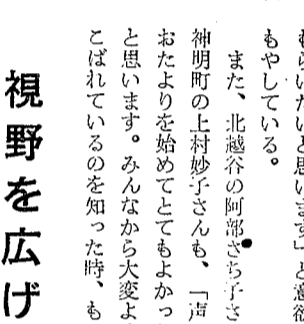 むらいたいと思います」と意欲
もやしている。
また、北越谷の阿部さち子さ
神明町の上村妙子さんも、「声
おたよりを始めてとてもよかっ
と思います。みんなから大変よ
こばれているのを知った時、も
視野を広げ